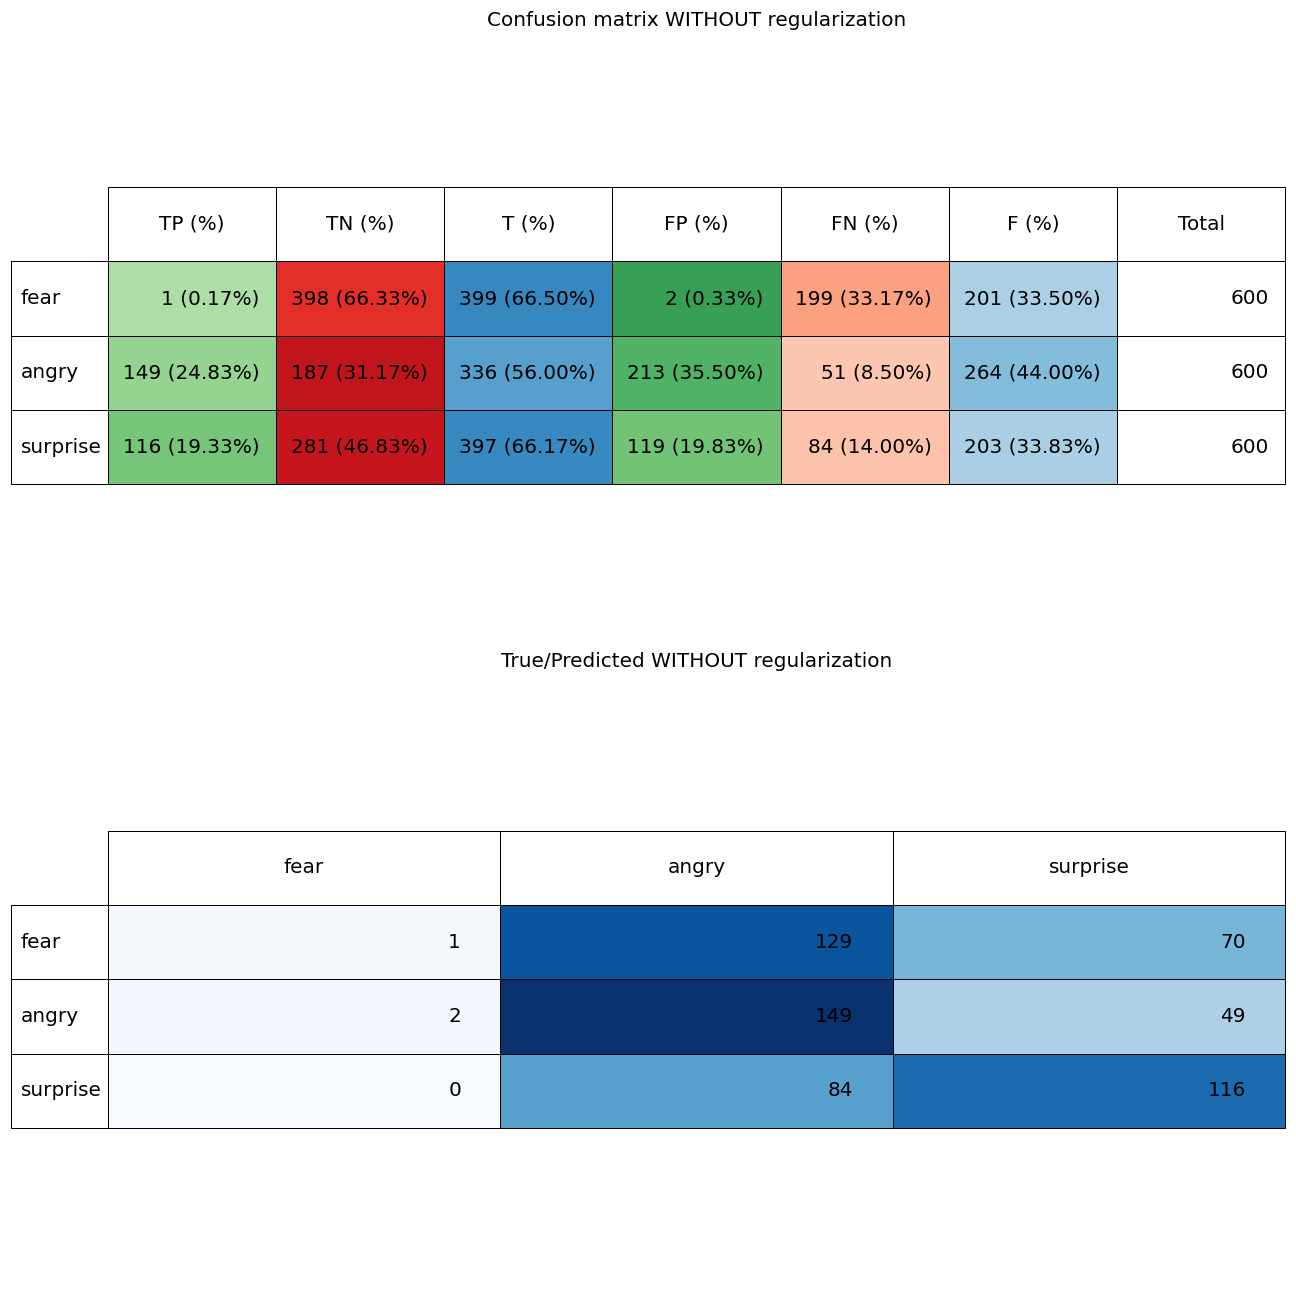 Confusion matrix WITHOUT regularization
TP (%) TN (%) T (%) FP (%) FN (%) F (%) Total
fear 1 (0.17%) 398 (66.33%) 399 (66.50%) 2 (0.33%) 199 (33.17%) 201 (33.50%) 600
angry 149 (24.83%) 187 (31.17%) 336 (56.00%) 213 (35.50%) 51 (8.50%) 264 (44.00%) 600
surprise 116 (19.33%) 281 (46.83%) 397 (66.17%) 119 (19.83%) 84 (14.00%) 203 (33.83%) 600
True/Predicted WITHOUT regularization
fear angry surprise
fear 1 129 70
angry 2 149 49
surprise 0 84 116